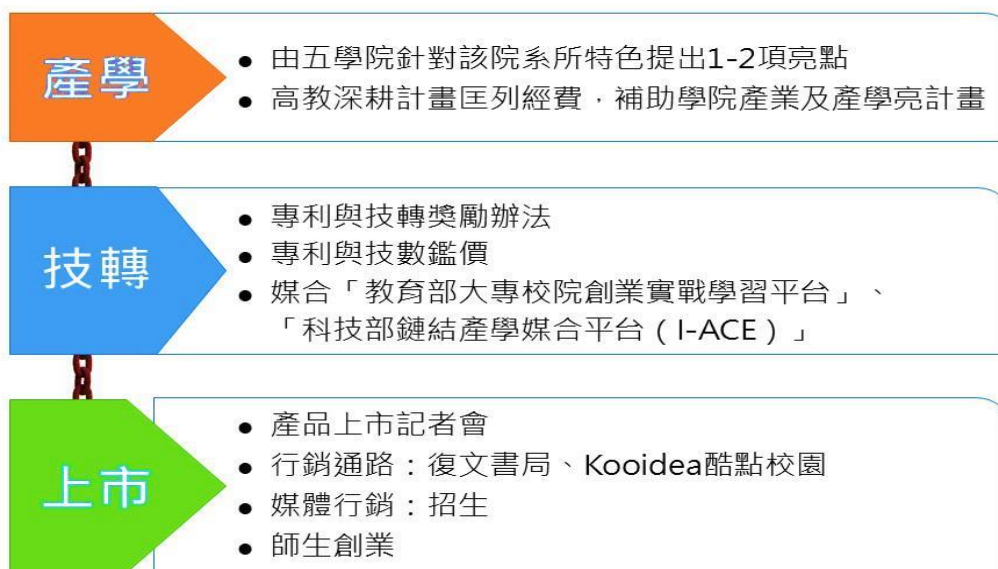 產學
● 由五學院針對該院系所特色提出1-2項亮點
● 高教深耕計畫匡列經費，補助學院產業及產學亮計畫
技轉
● 專利與技轉獎勵辦法
● 專利與技數鑑價
● 媒合「教育部大專校院創業實戰學習平台」、
「科技部鏈結產學媒合平台（I-ACE）」
上市
● 產品上市記者會
● 行銷通路：復文書局、Kooidea酷點校園
● 媒體行銷：招生
● 師生創業